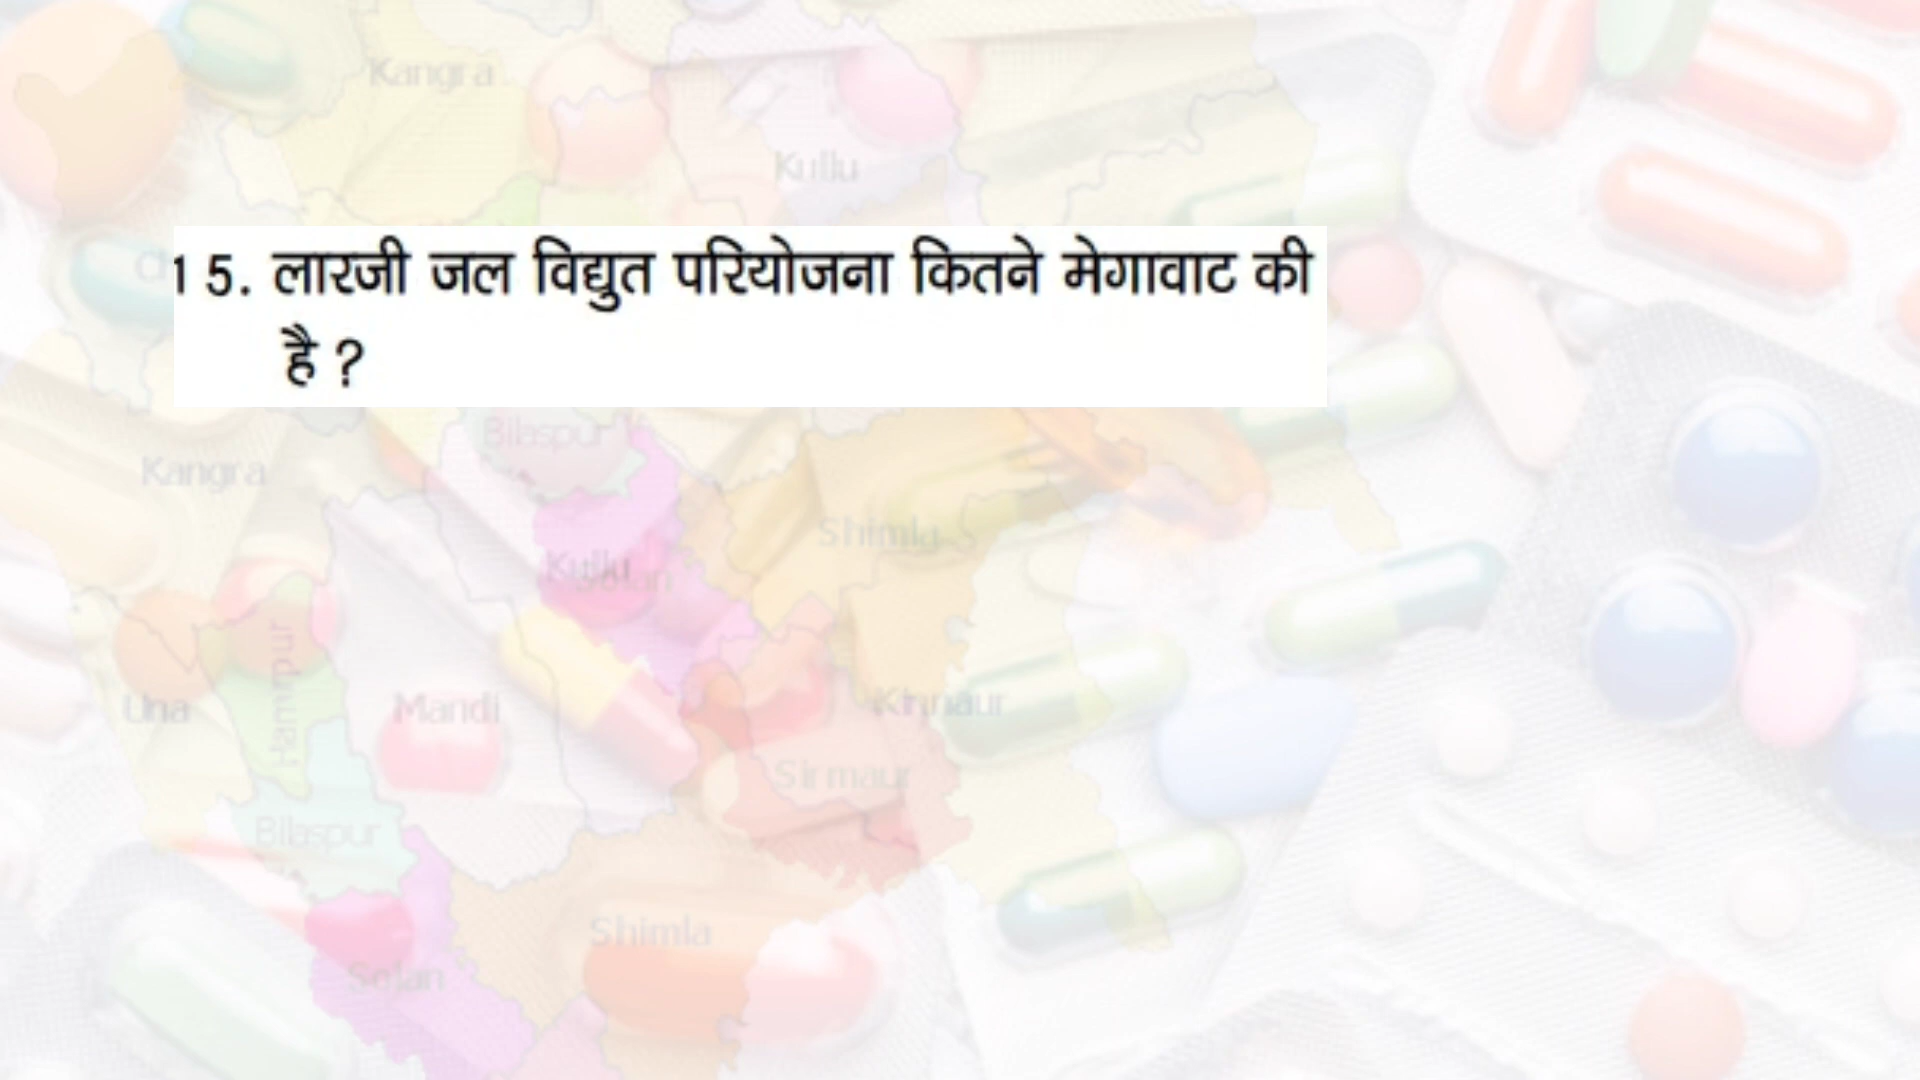 Kangra
Kullu
15. लारजी जल विद्युत परियोजना कितने मेगावाट की
है ?
Bilaspur
Kangra
Shimla
Kullu
Una
Hamirpur
Mandi
Kinnaur
Sirmaur
Bilaspur
Shimla
Solan